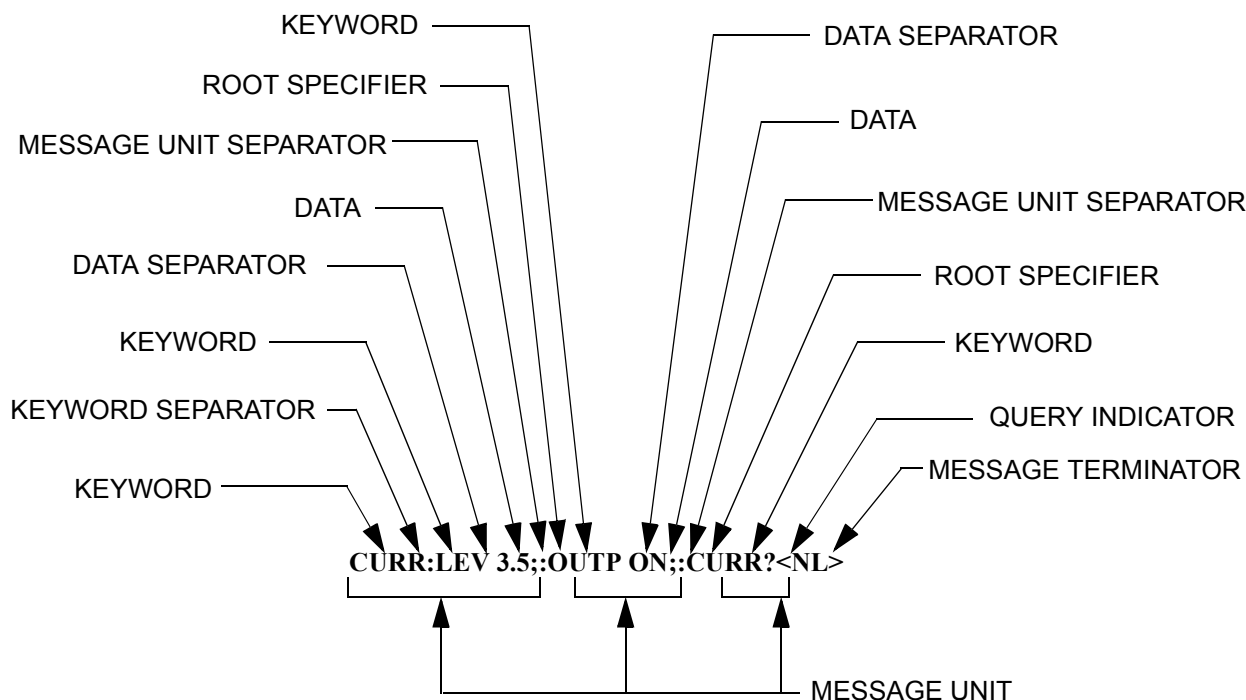 KEYWORD
DATA SEPARATOR
ROOT SPECIFIER
DATA
MESSAGE UNIT SEPARATOR
DATA
MESSAGE UNIT SEPARATOR
DATA SEPARATOR
ROOT SPECIFIER
KEYWORD
KEYWORD
KEYWORD SEPARATOR
QUERY INDICATOR
KEYWORD
MESSAGE TERMINATOR
CURR:LEV 3.5;:OUTP ON;:CURR?<NL>
MESSAGE UNIT